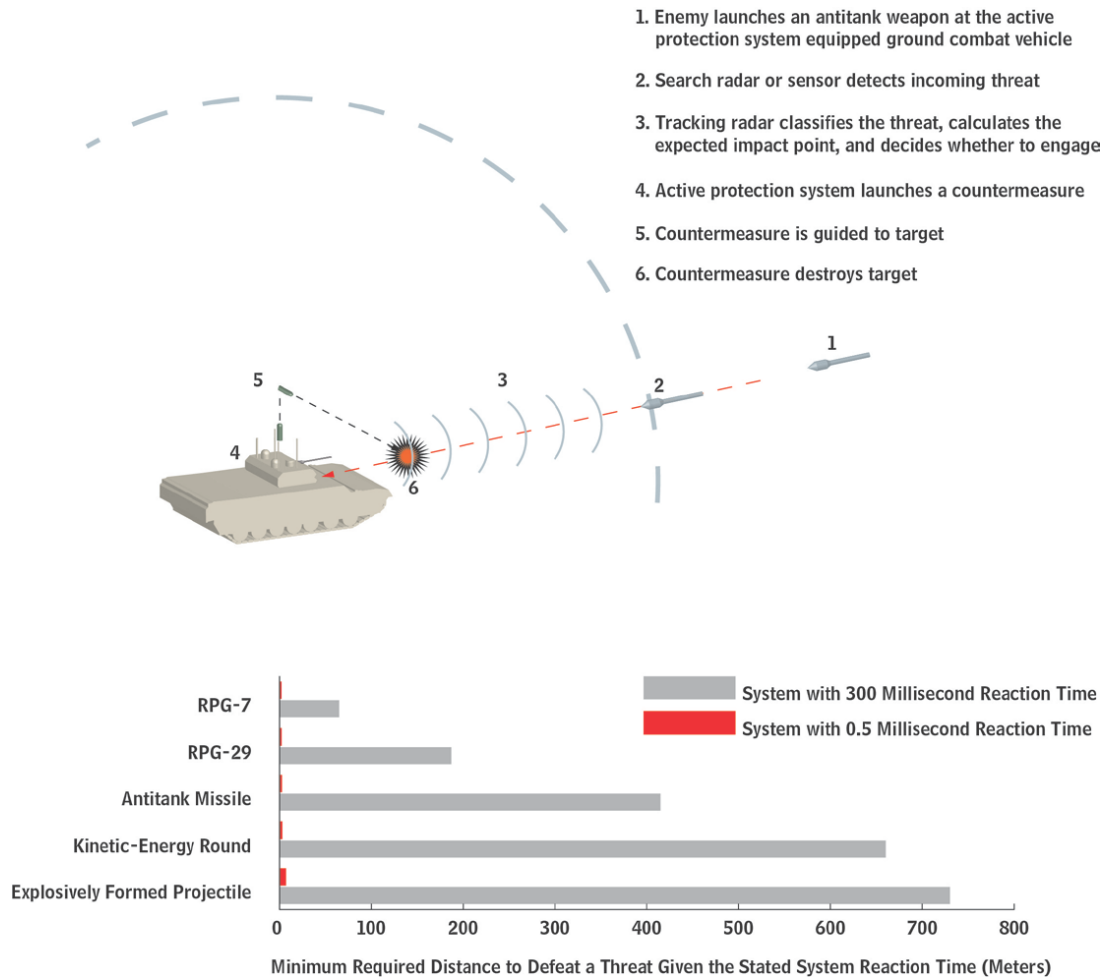 1. Enemy launches an antitank weapon at the active
protection system equipped ground combat vehicle
2. Search radar or sensor detects incoming threat
3. Tracking radar classifies the threat, calculates the
expected impact point, and decides whether to engage
4. Active protection system launches a countermeasure
5. Countermeasure is guided to target
6. Countermeasure destroys target
1
2
3
5
4
6
System with 300 Millisecond Reaction Time
System with 0.5 Millisecond Reaction Time
RPG-7
RPG-29
Antitank Missile
Kinetic-Energy Round
Explosively Formed Projectile
0 100 200 300 400 500 600 700 800
Minimum Required Distance to Defeat a Threat Given the Stated System Reaction Time (Meters)